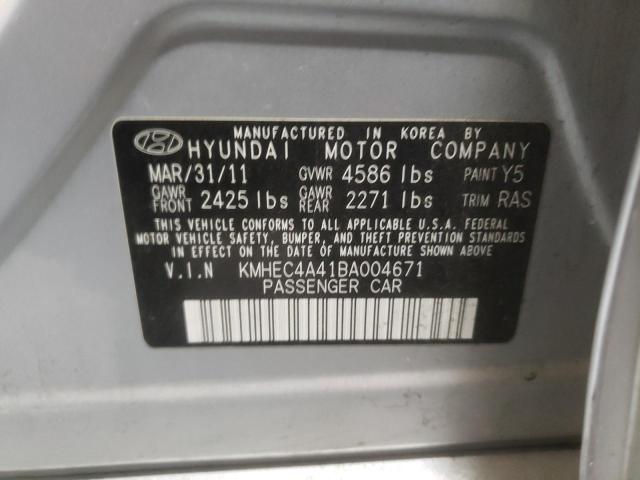 MANUFACTURED IN KOREA BY
HYUNDAI MOTOR COMPANY
MAR/31/11 GVWR 4586 lbs PAINT Y5
GAWR FRONT 2425 lbs GAWR REAR 2271 lbs TRIM RAS
THIS VEHICLE CONFORMS TO ALL APPLICABLE U.S.A. FEDERAL
MOTOR VEHICLE SAFETY, BUMPER, AND THEFT PREVENTION STANDARDS
IN EFFECT ON THE DATE OF MANUFACTURE SHOWN ABOVE.
V.I.N KMHEC4A41BA004671
PASSENGER CAR